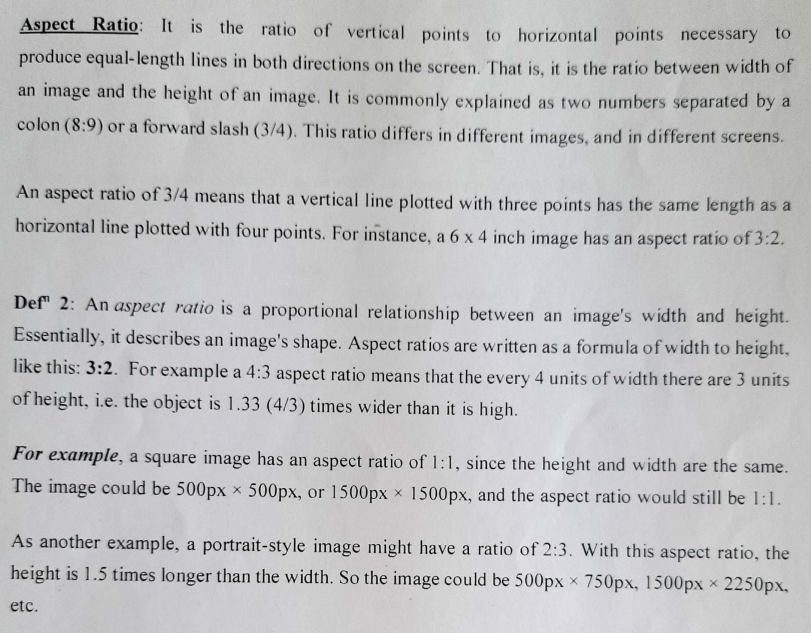 Aspect Ratio: It is the ratio of vertical points to horizontal points necessary to
produce equal-length lines in both directions on the screen. That is, it is the ratio between width of
an image and the height of an image. It is commonly explained as two numbers separated by a
colon (8:9) or a forward slash (3/4). This ratio differs in different images, and in different screens.
An aspect ratio of 3/4 means that a vertical line plotted with three points has the same length as a
horizontal line plotted with four points. For instance, a 6 x 4 inch image has an aspect ratio of 3:2.
Defⁿ 2: An aspect ratio is a proportional relationship between an image's width and height.
Essentially, it describes an image's shape. Aspect ratios are written as a formula of width to height,
like this: 3:2. For example a 4:3 aspect ratio means that the every 4 units of width there are 3 units
of height, i.e. the object is 1.33 (4/3) times wider than it is high.
For example, a square image has an aspect ratio of 1:1, since the height and width are the same.
The image could be 500px × 500px, or 1500px × 1500px, and the aspect ratio would still be 1:1.
As another example, a portrait-style image might have a ratio of 2:3. With this aspect ratio, the
height is 1.5 times longer than the width. So the image could be 500px × 750px, 1500px × 2250px,
etc.